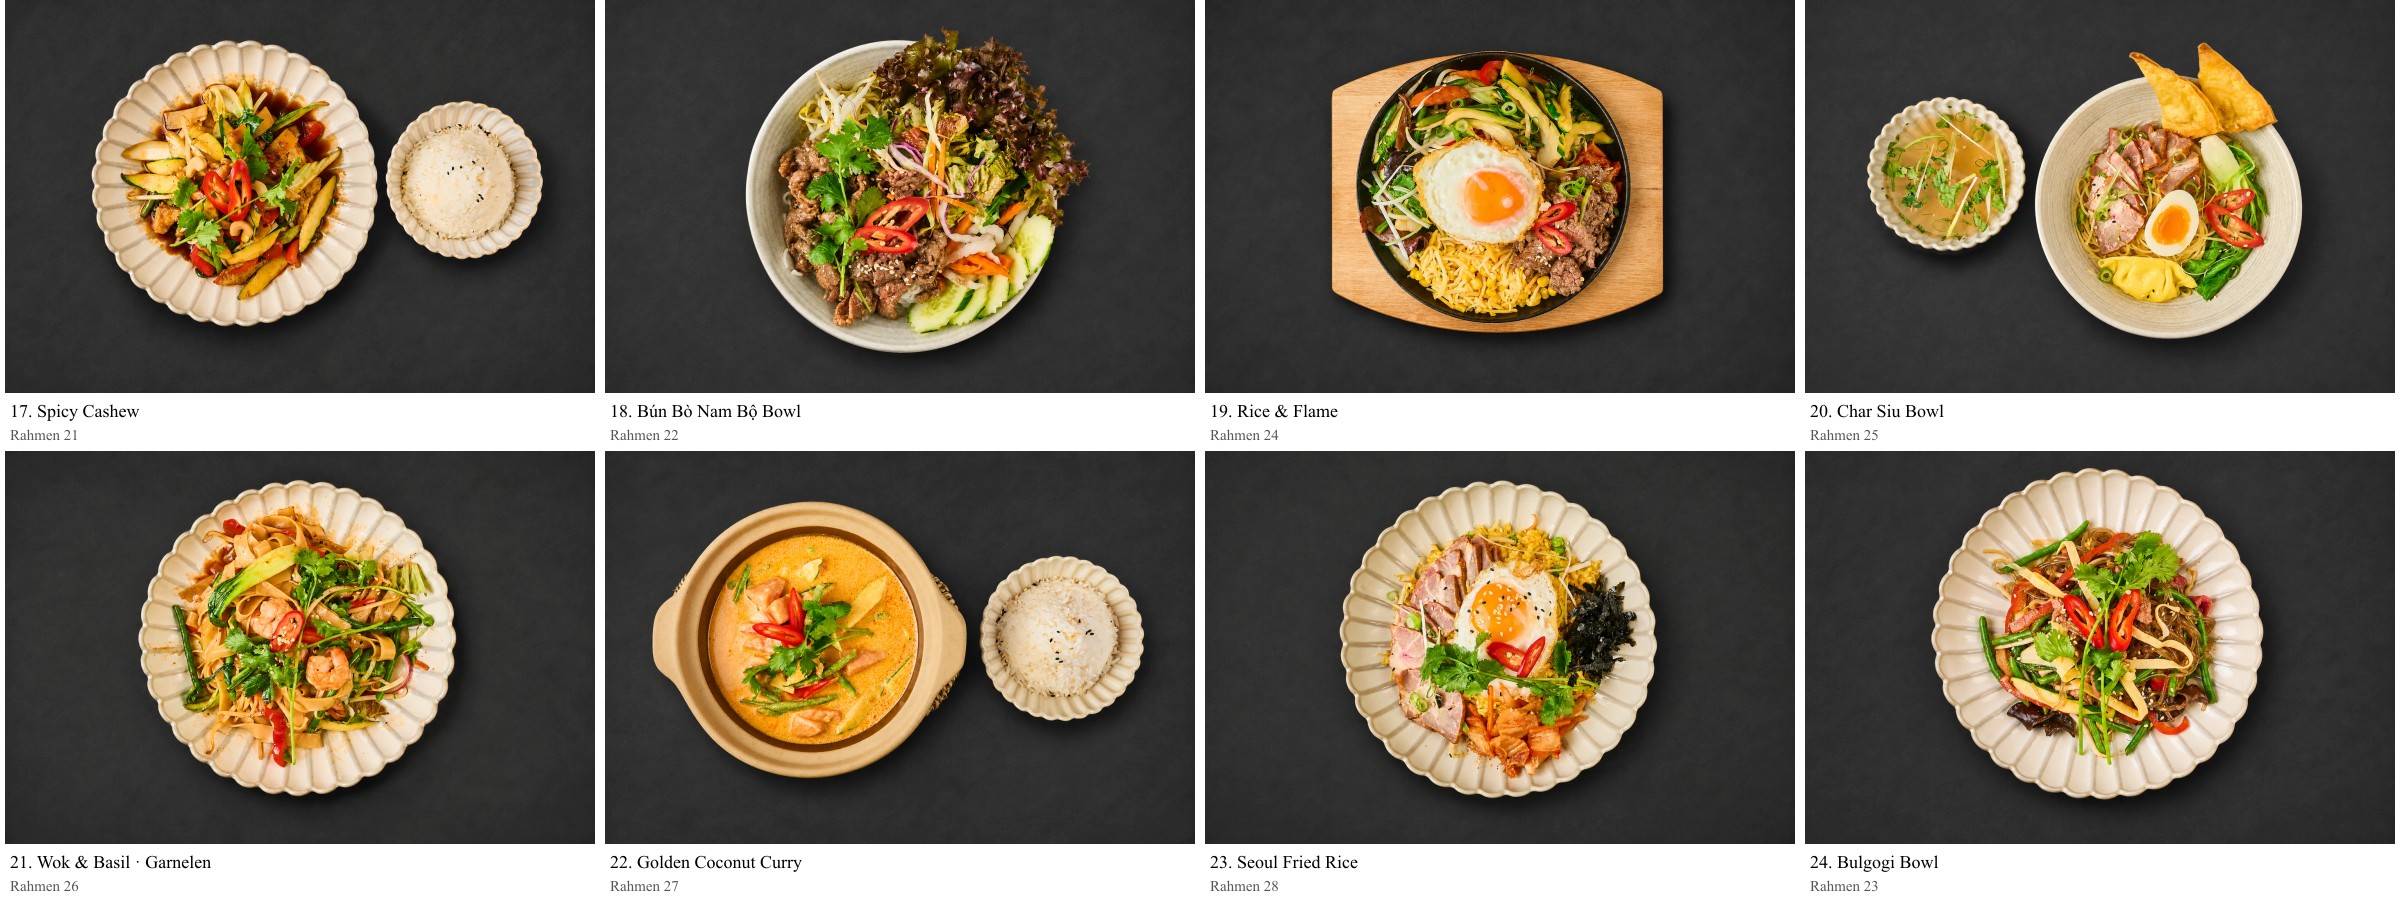 17. Spicy Cashew
Rahmen 21
18. Bún Bò Nam Bộ Bowl
Rahmen 22
19. Rice & Flame
Rahmen 24
20. Char Siu Bowl
Rahmen 25
21. Wok & Basil · Garnelen
Rahmen 26
22. Golden Coconut Curry
Rahmen 27
23. Seoul Fried Rice
Rahmen 28
24. Bulgogi Bowl
Rahmen 23